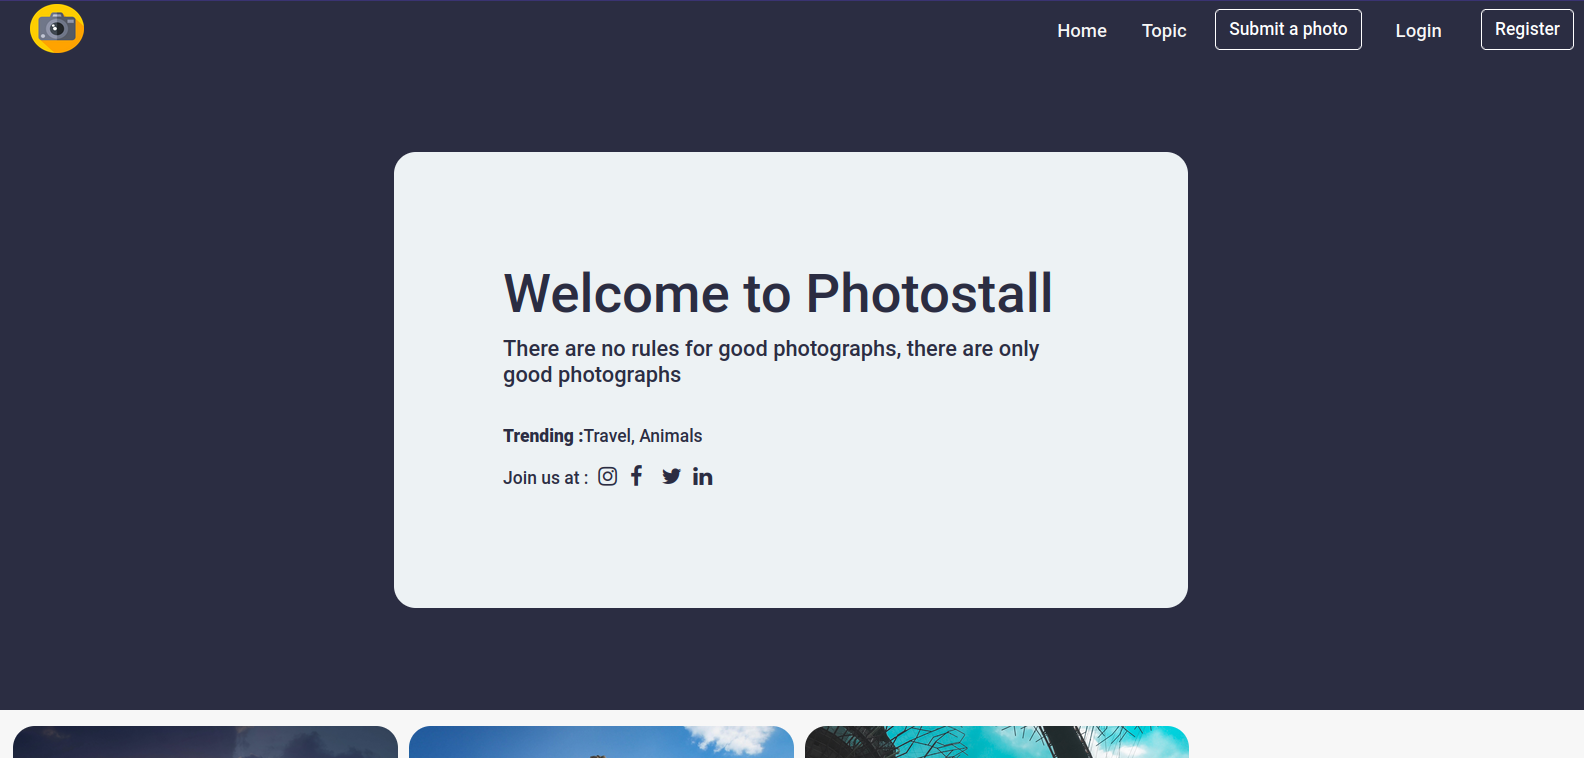 Home Topic Submit a photo Login Register
Welcome to Photostall
There are no rules for good photographs, there are only
good photographs
Trending :Travel, Animals
Join us at :